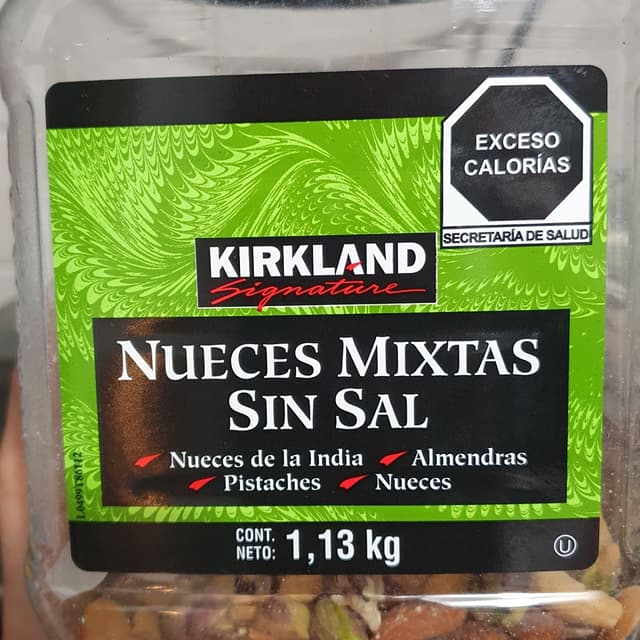 EXCESO
CALORÍAS
SECRETARÍA DE SALUD
KIRKLAND
Signature
NUECES MIXTAS
SIN SAL
Nueces de la India Almendras
Pistaches Nueces
CONT.
NETO: 1,13 kg
U